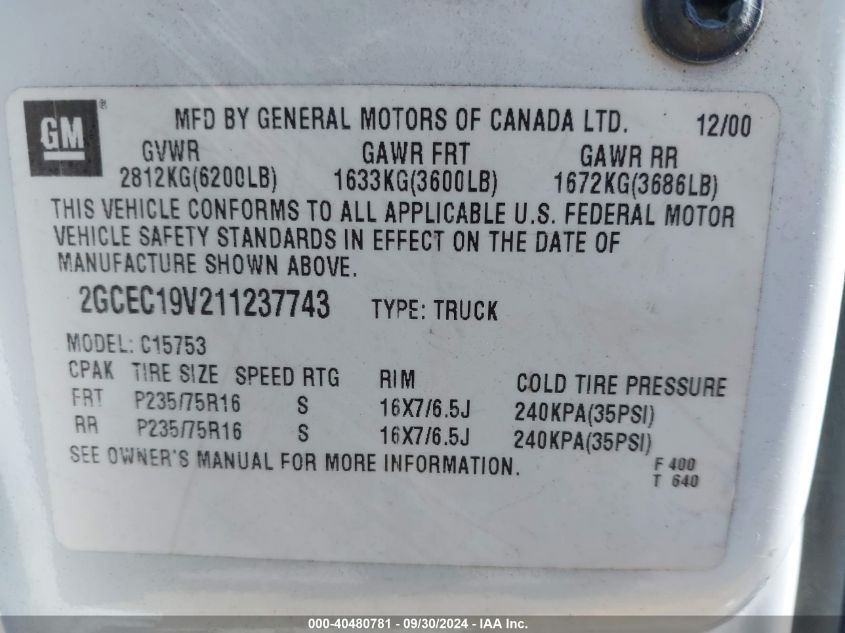 GM ® MFD BY GENERAL MOTORS OF CANADA LTD. 12/00
GVWR GAWR FRT GAWR RR
2812KG(6200LB) 1633KG(3600LB) 1672KG(3686LB)
THIS VEHICLE CONFORMS TO ALL APPLICABLE U.S. FEDERAL MOTOR
VEHICLE SAFETY STANDARDS IN EFFECT ON THE DATE OF
MANUFACTURE SHOWN ABOVE.
2GCEC19V211237743 TYPE: TRUCK
MODEL: C15753
CPAK TIRE SIZE SPEED RTG RIM COLD TIRE PRESSURE
FRT P235/75R16 S 16X7/6.5J 240KPA(35PSI)
RR P235/75R16 S 16X7/6.5J 240KPA(35PSI)
SEE OWNER'S MANUAL FOR MORE INFORMATION. F 400
T 640
000-40480781 - 09/30/2024 - IAA Inc.